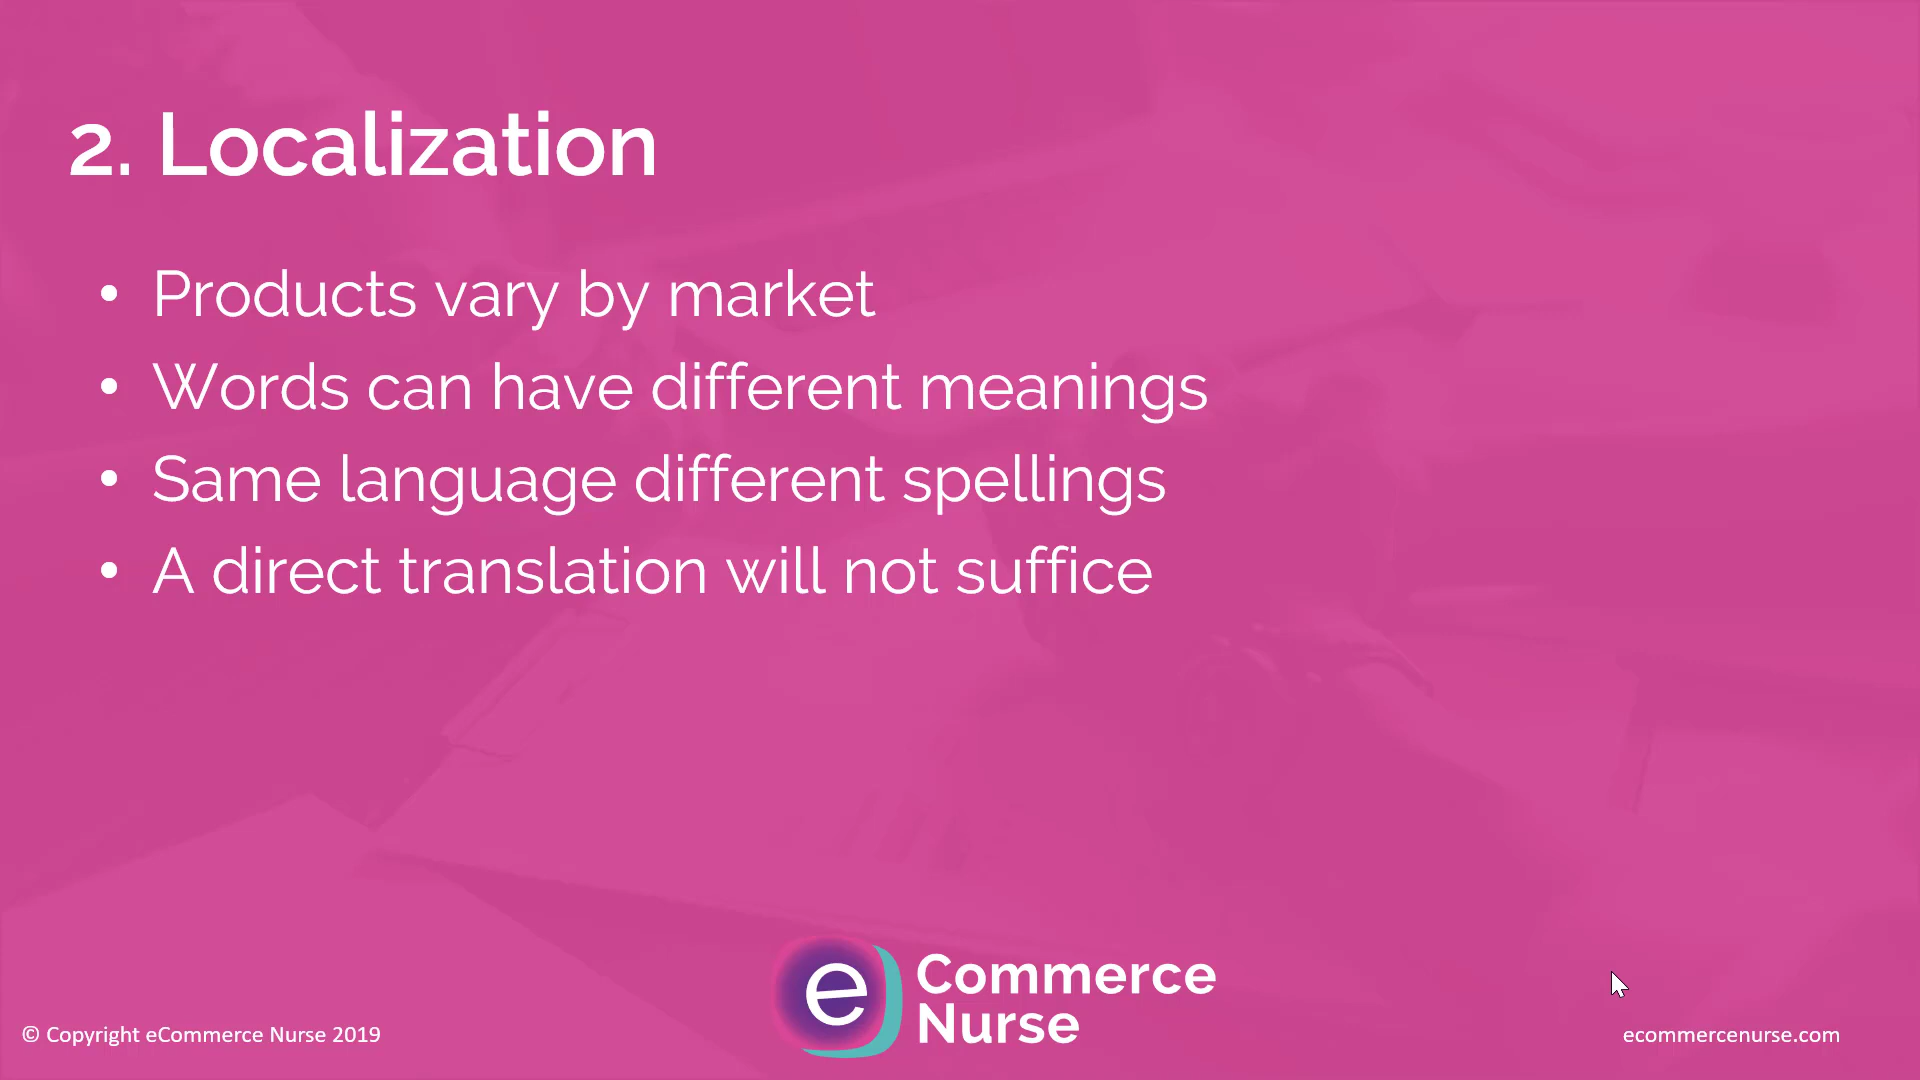 2. Localization
• Products vary by market
• Words can have different meanings
• Same language different spellings
• A direct translation will not suffice
e Commerce
Nurse
© Copyright eCommerce Nurse 2019
ecommercenurse.com